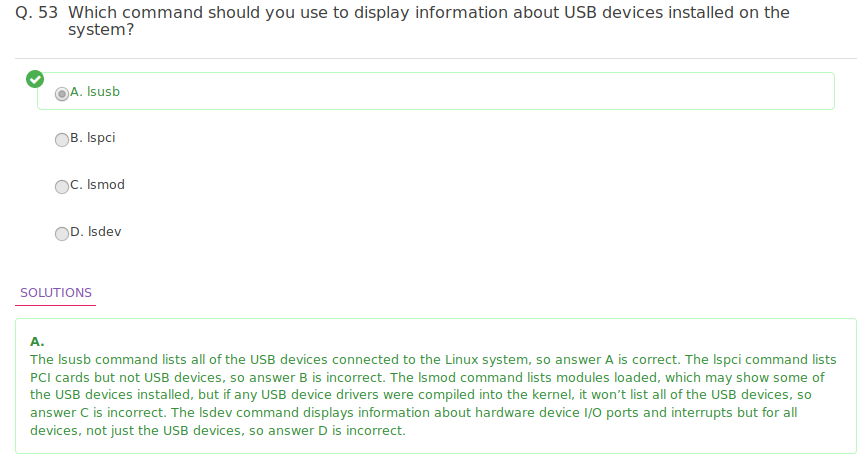 Q. 53 Which command should you use to display information about USB devices installed on the
system?
A. lsusb
B. lspci
C. lsmod
D. lsdev
SOLUTIONS
A.
The lsusb command lists all of the USB devices connected to the Linux system, so answer A is correct. The lspci command lists
PCI cards but not USB devices, so answer B is incorrect. The lsmod command lists modules loaded, which may show some of
the USB devices installed, but if any USB device drivers were compiled into the kernel, it won’t list all of the USB devices, so
answer C is incorrect. The lsdev command displays information about hardware device I/O ports and interrupts but for all
devices, not just the USB devices, so answer D is incorrect.